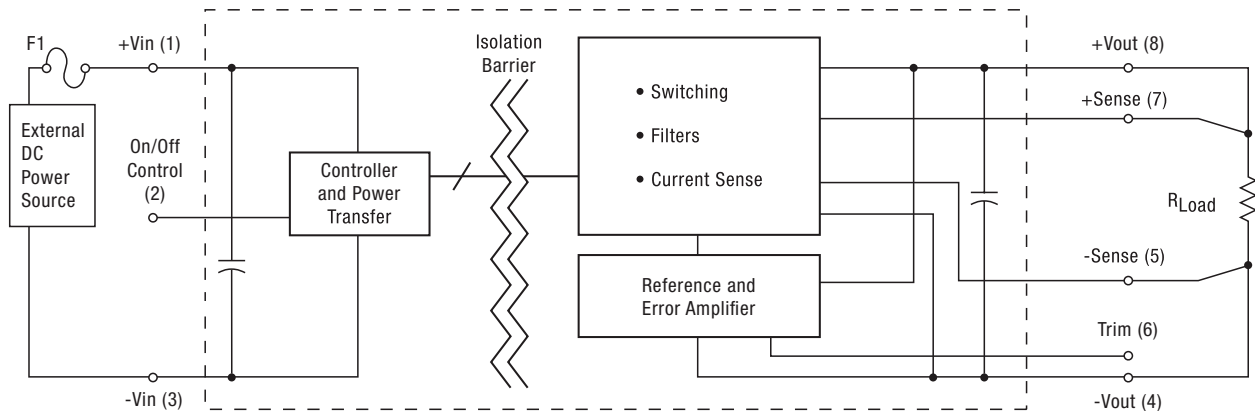 F1
+Vin (1)
External
DC
Power
Source
On/Off
Control
(2)
-Vin (3)
Controller
and Power
Transfer
Isolation
Barrier
• Switching
• Filters
• Current Sense
Reference and
Error Amplifier
+Vout (8)
+Sense (7)
RLoad
-Sense (5)
Trim (6)
-Vout (4)